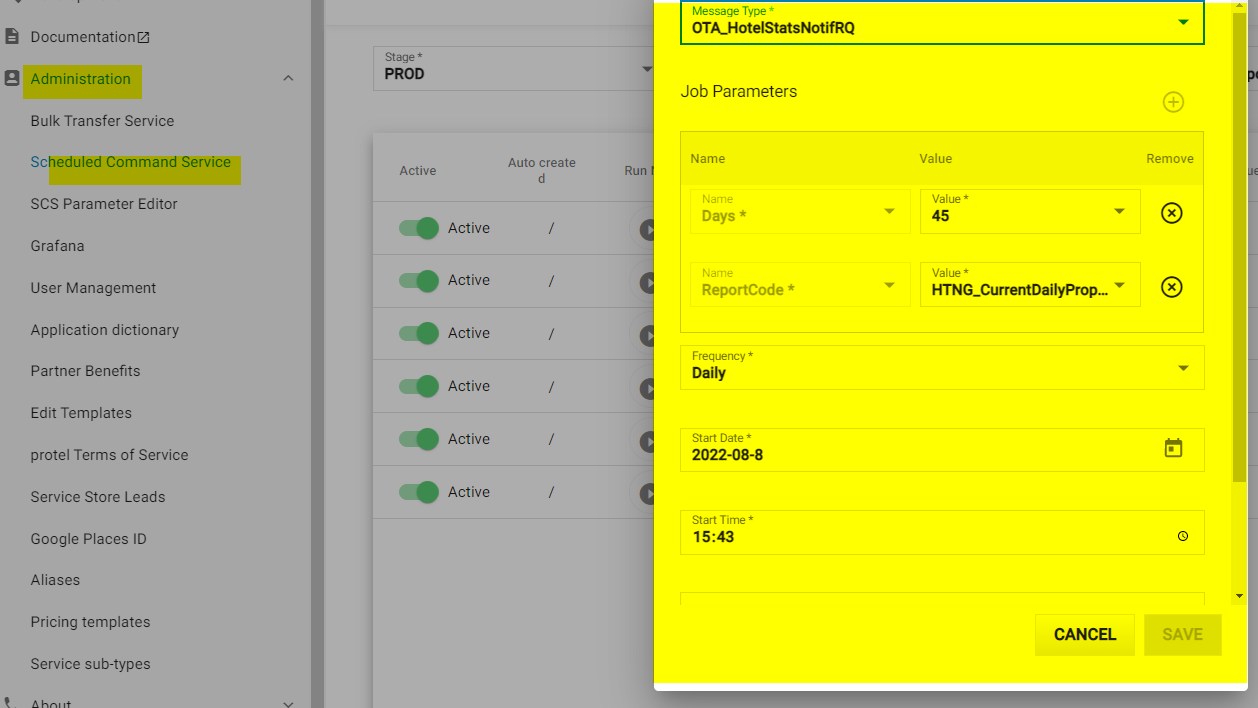 Documentation
Administration
Bulk Transfer Service
Scheduled Command Service
SCS Parameter Editor
Grafana
User Management
Application dictionary
Partner Benefits
Edit Templates
protel Terms of Service
Service Store Leads
Google Places ID
Aliases
Pricing templates
Service sub-types
About
Stage *
PROD
Active
Auto create
d
Run
Active /
Active /
Active /
Active /
Active /
Active /
Message Type *
OTA_HotelStatsNotifRQ
Job Parameters
Name Value Remove
Name
Days *
Value *
45
Name
ReportCode *
Value *
HTNG_CurrentDailyProp...
Frequency *
Daily
Start Date *
2022-08-8
Start Time *
15:43
CANCEL SAVE